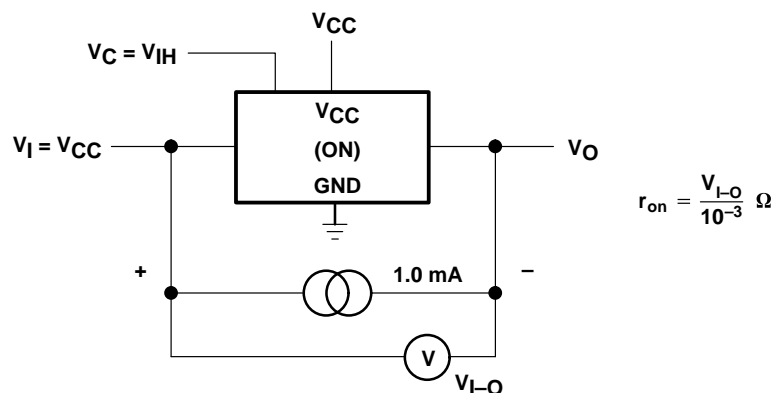 VCC
VC = VIH
VCC
VI = VCC
(ON)
VO
GND
ron = VI–O / 10–3 Ω
+
1.0 mA
–
V
VI–O